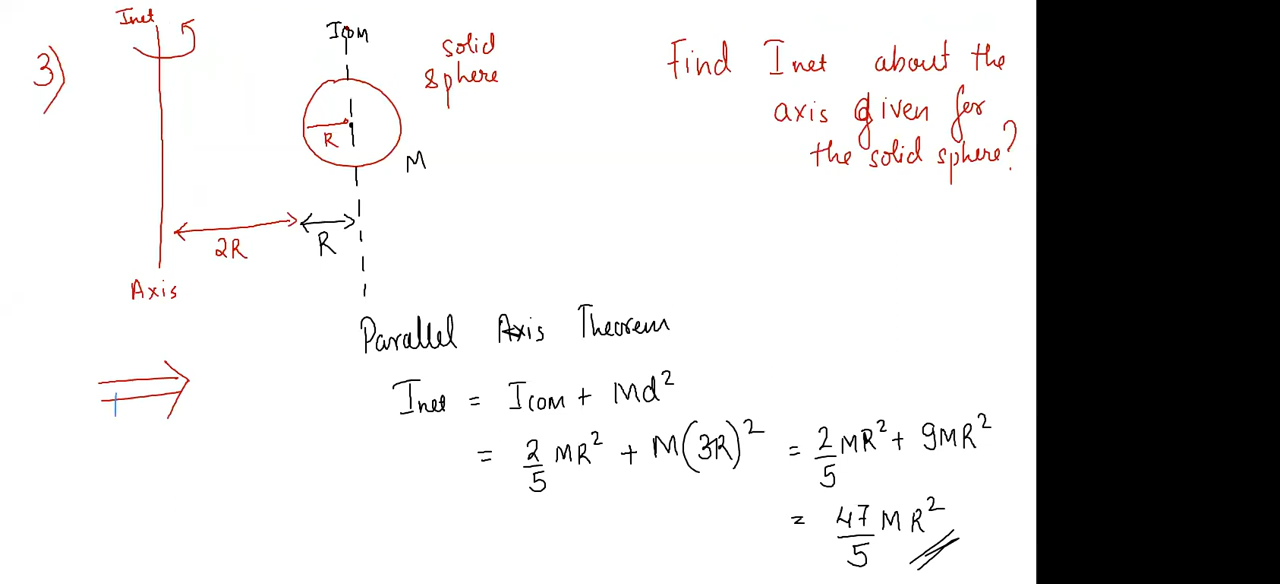 3)
Inet
Axis
2R
R
ICOM
R
M
solid
sphere
Find Inet about the
axis given for
the solid sphere?
Parallel Axis Theorem
Inet = ICOM + Md²
= 2/5 MR² + M(3R)² = 2/5 MR² + 9MR²
= 47/5 MR²